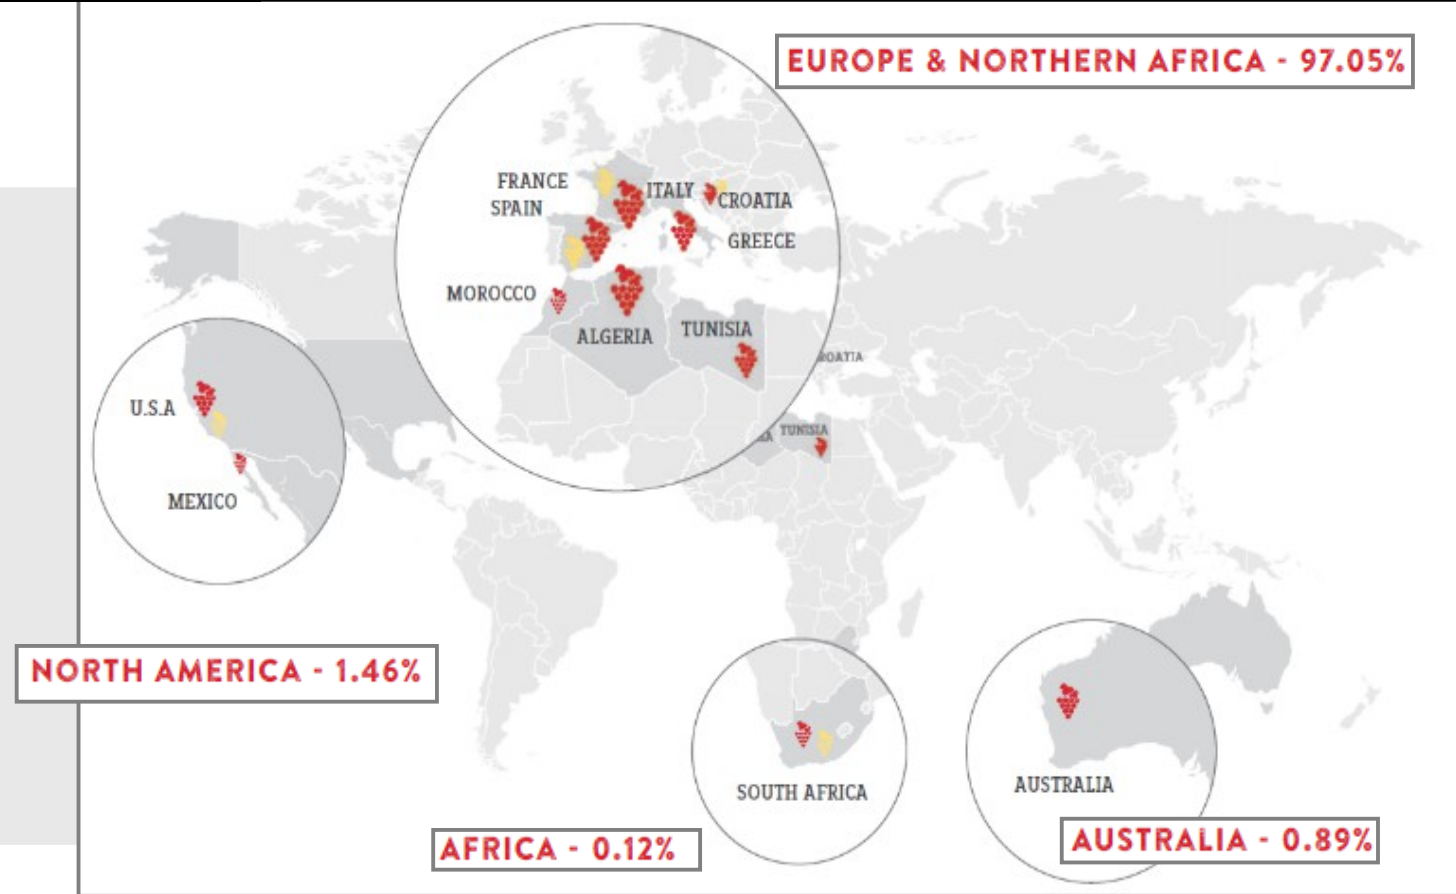 EUROPE & NORTHERN AFRICA - 97.05%
FRANCE
ITALY
SPAIN
CROATIA
GREECE
MOROCCO
ALGERIA
TUNISIA
TUNISIA
U.S.A
MEXICO
NORTH AMERICA - 1.46%
SOUTH AFRICA
AUSTRALIA
AFRICA - 0.12%
AUSTRALIA - 0.89%